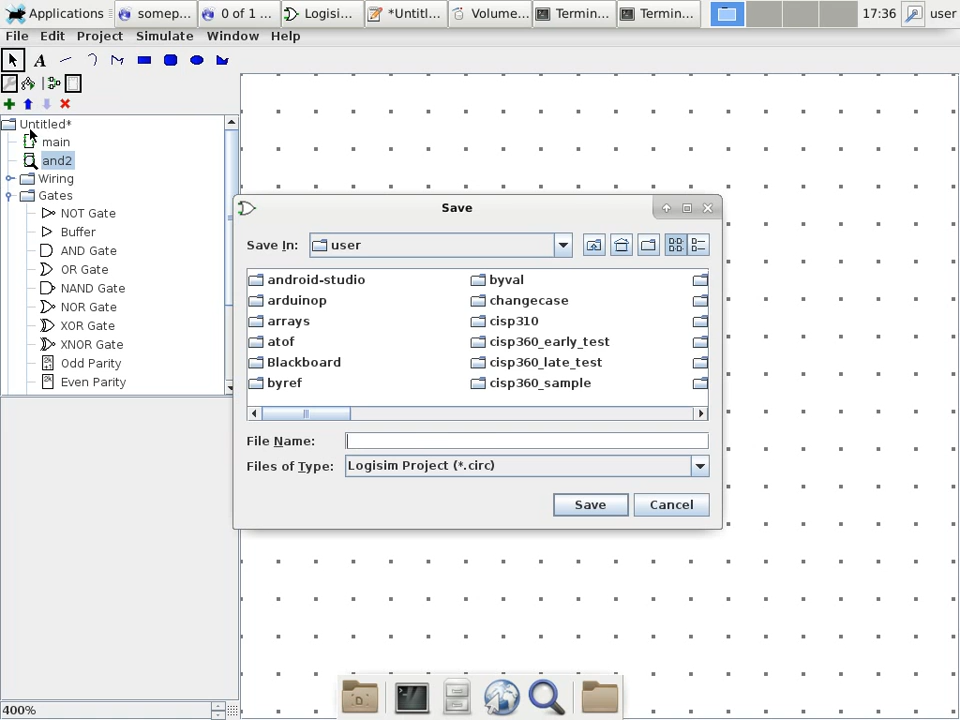 Applications somep... 0 of 1 ... Logisi... *Untitl... Volume... Termin... Termin... 17:36 user
File Edit Project Simulate Window Help
Untitled*
main
and2
Wiring
Gates
NOT Gate
Buffer
AND Gate
OR Gate
NAND Gate
NOR Gate
XOR Gate
XNOR Gate
Odd Parity
Even Parity
400%
Save
Save In: user
android-studio byval
arduinop changecase
arrays cisp310
atof cisp360_early_test
Blackboard cisp360_late_test
byref cisp360_sample
File Name:
Files of Type: Logisim Project (*.circ)
Save Cancel